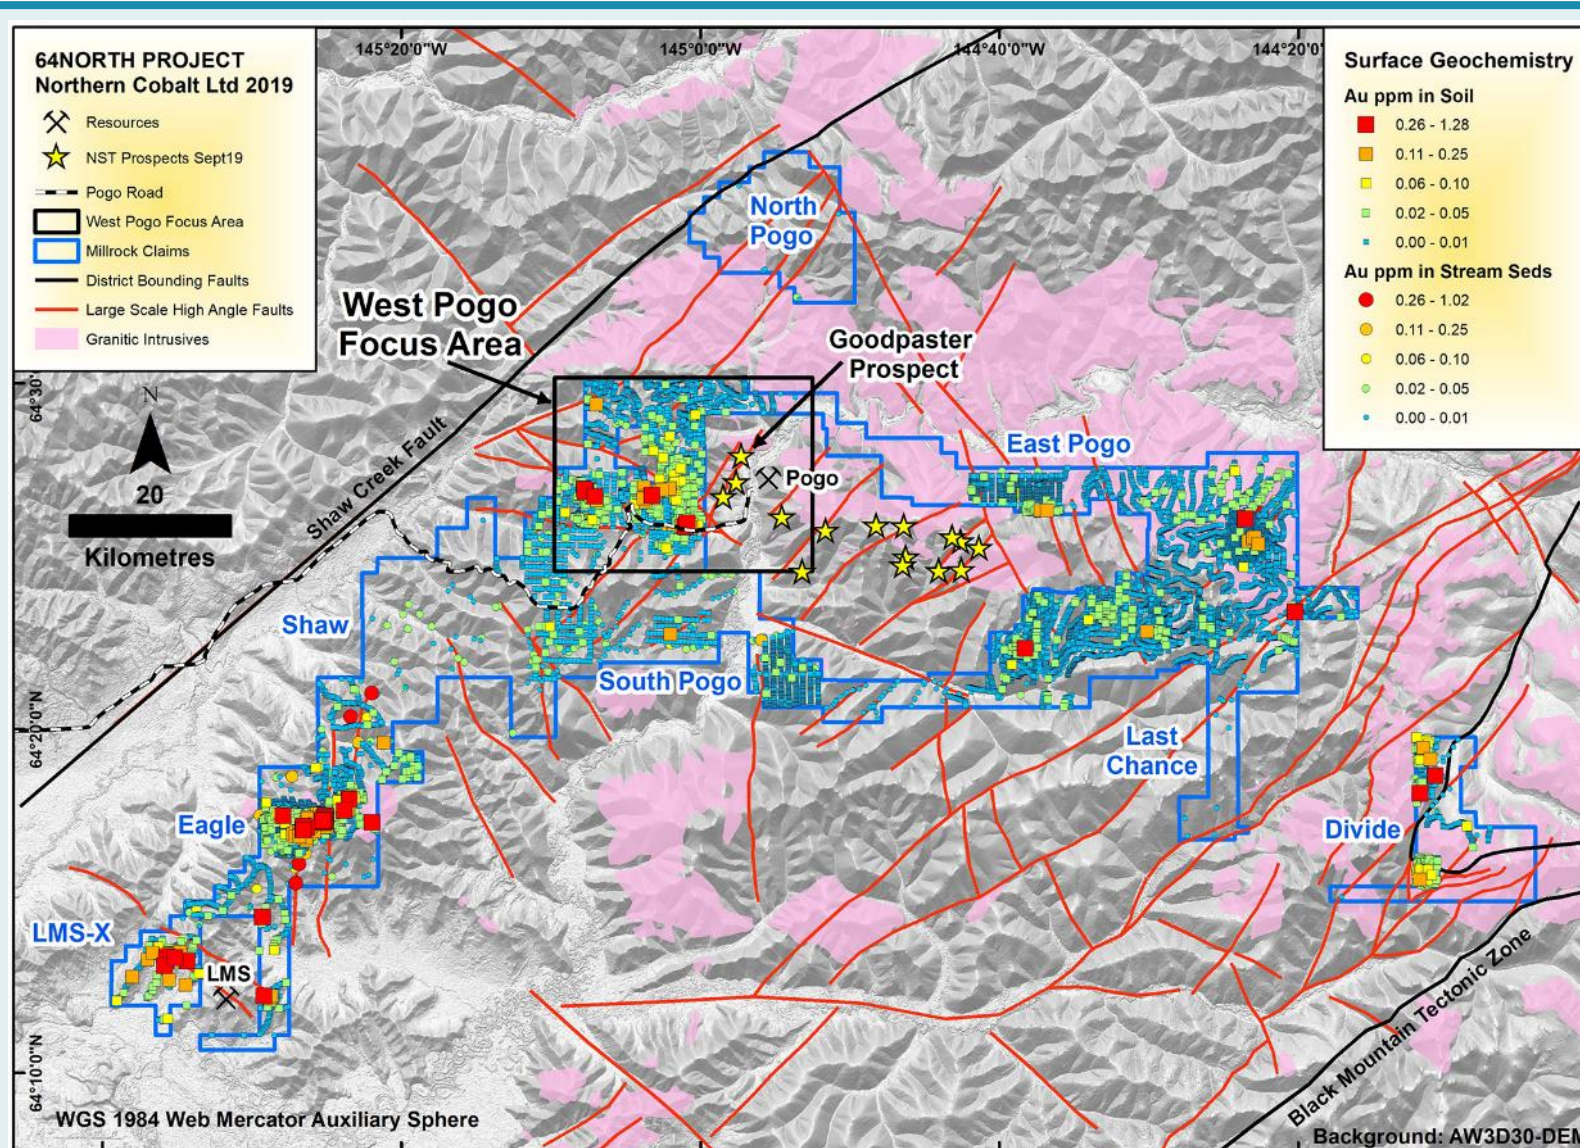 145°20'0"W
145°0'0"W
144°40'0"W
144°20'
64NORTH PROJECT
Northern Cobalt Ltd 2019
Resources
NST Prospects Sept19
Pogo Road
West Pogo Focus Area
Millrock Claims
District Bounding Faults
Large Scale High Angle Faults
Granitic Intrusives
Surface Geochemistry
Au ppm in Soil
0.26 - 1.28
0.11 - 0.25
0.06 - 0.10
0.02 - 0.05
0.00 - 0.01
Au ppm in Stream Seds
0.26 - 1.02
0.11 - 0.25
0.06 - 0.10
0.02 - 0.05
0.00 - 0.01
North
Pogo
West Pogo
Focus Area
Goodpaster
Prospect
64°30'
N
20
Kilometres
Shaw Creek Fault
East Pogo
Pogo
Shaw
South Pogo
64°20'0"N
Last
Chance
Eagle
Divide
LMS-X
LMS
64°10'0"N
Black Mountain Tectonic Zone
WGS 1984 Web Mercator Auxiliary Sphere
Background: AW3D30-DEM